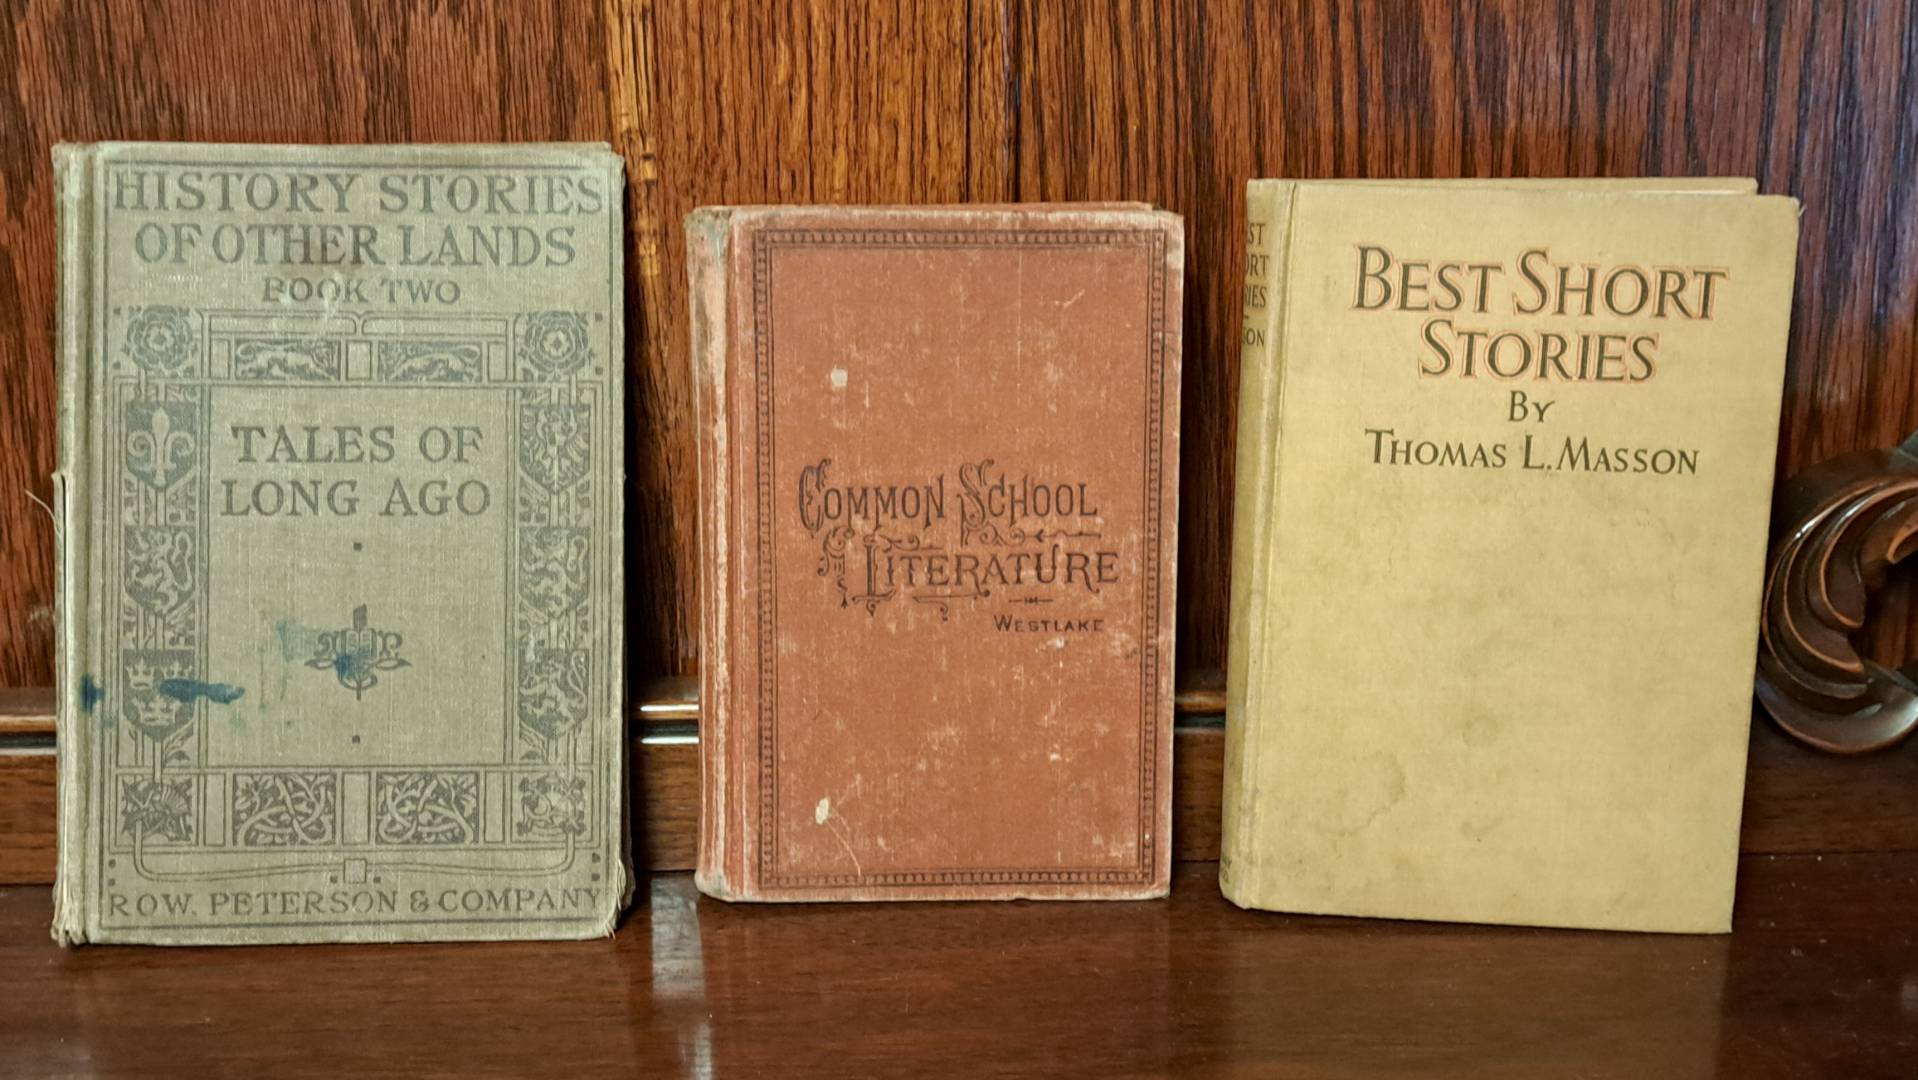 HISTORY STORIES
OF OTHER LANDS
BOOK TWO
TALES OF
LONG AGO
ROW, PETERSON & COMPANY
COMMON SCHOOL
LITERATURE
WESTLAKE
BEST SHORT
STORIES
BY
THOMAS L. MASSON